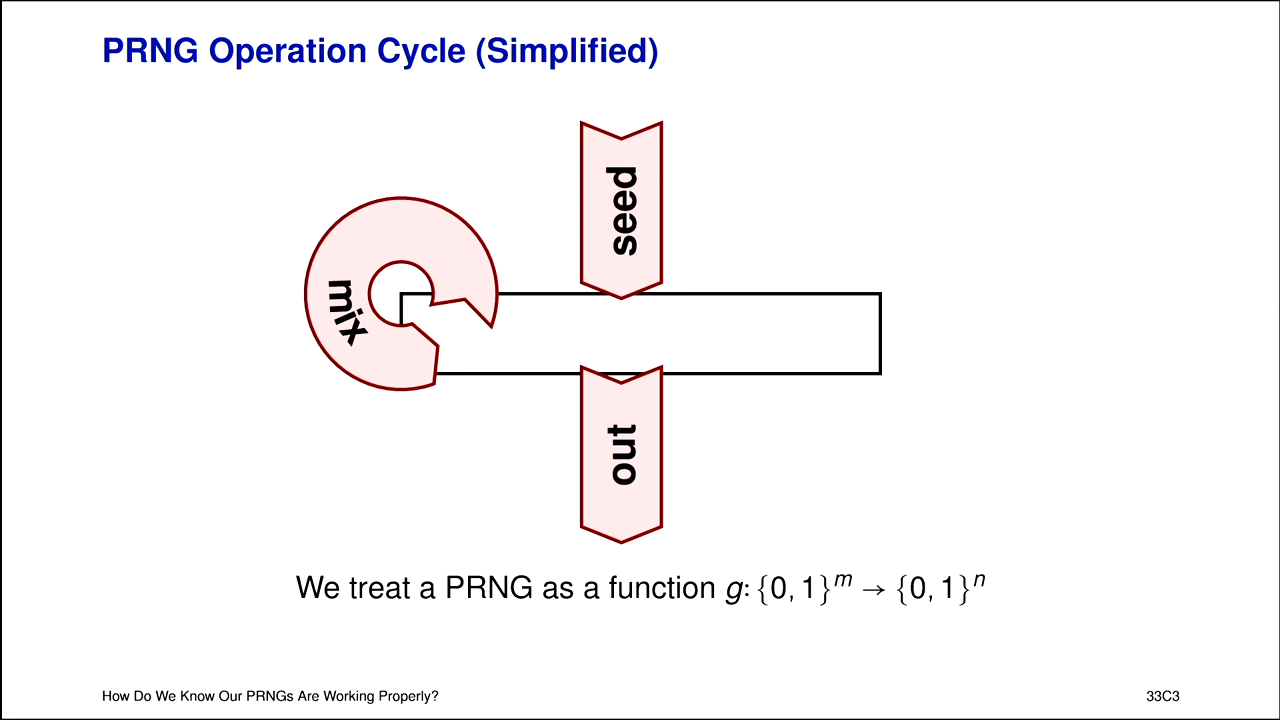 PRNG Operation Cycle (Simplified)
seed
mix
out
We treat a PRNG as a function g: {0, 1}^m → {0, 1}^n
How Do We Know Our PRNGs Are Working Properly?
33C3